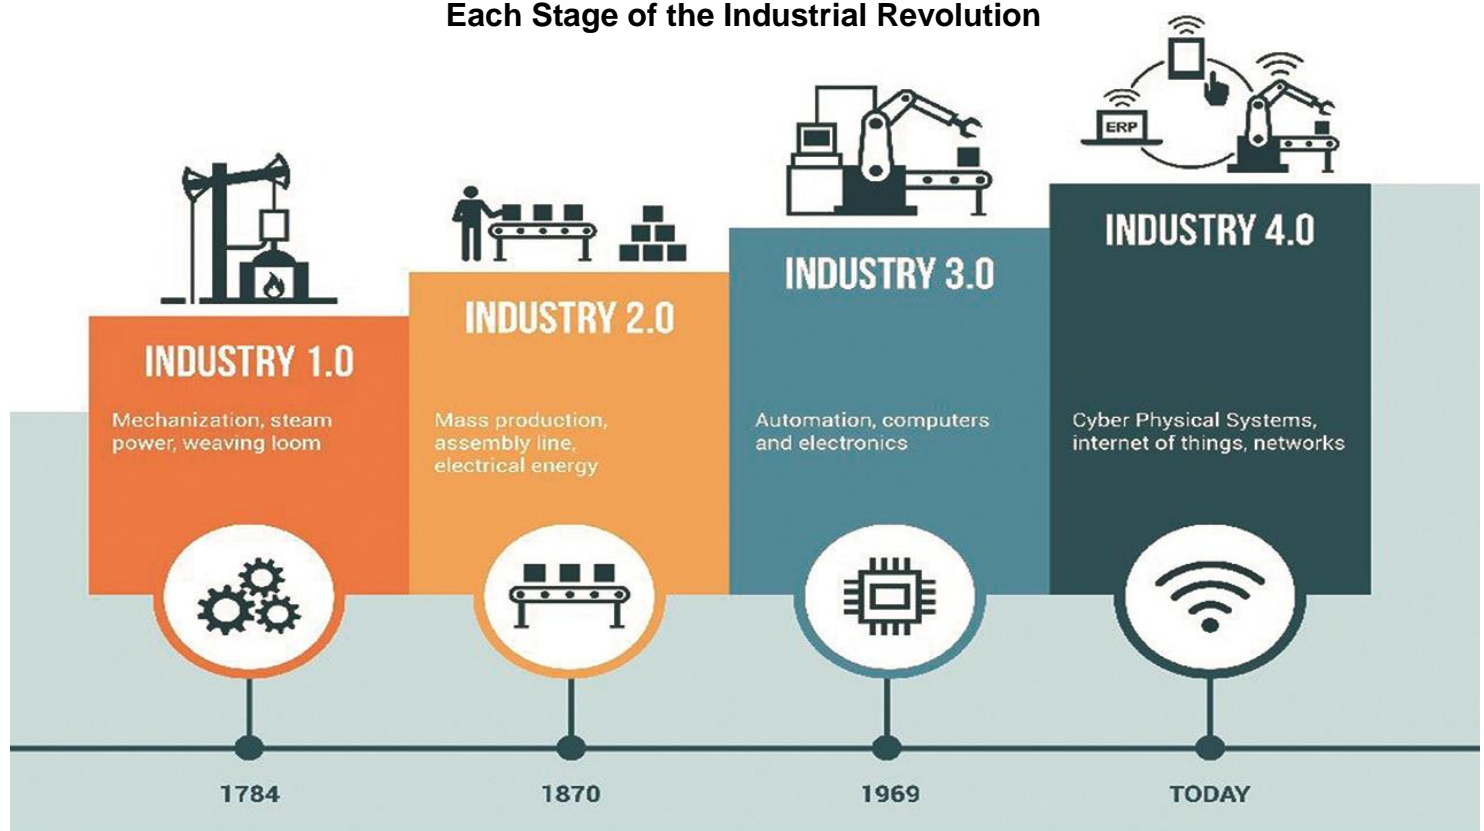 Each Stage of the Industrial Revolution
ERP
INDUSTRY 1.0
Mechanization, steam
power, weaving loom
INDUSTRY 2.0
Mass production,
assembly line,
electrical energy
INDUSTRY 3.0
Automation, computers
and electronics
INDUSTRY 4.0
Cyber Physical Systems,
internet of things, networks
1784
1870
1969
TODAY